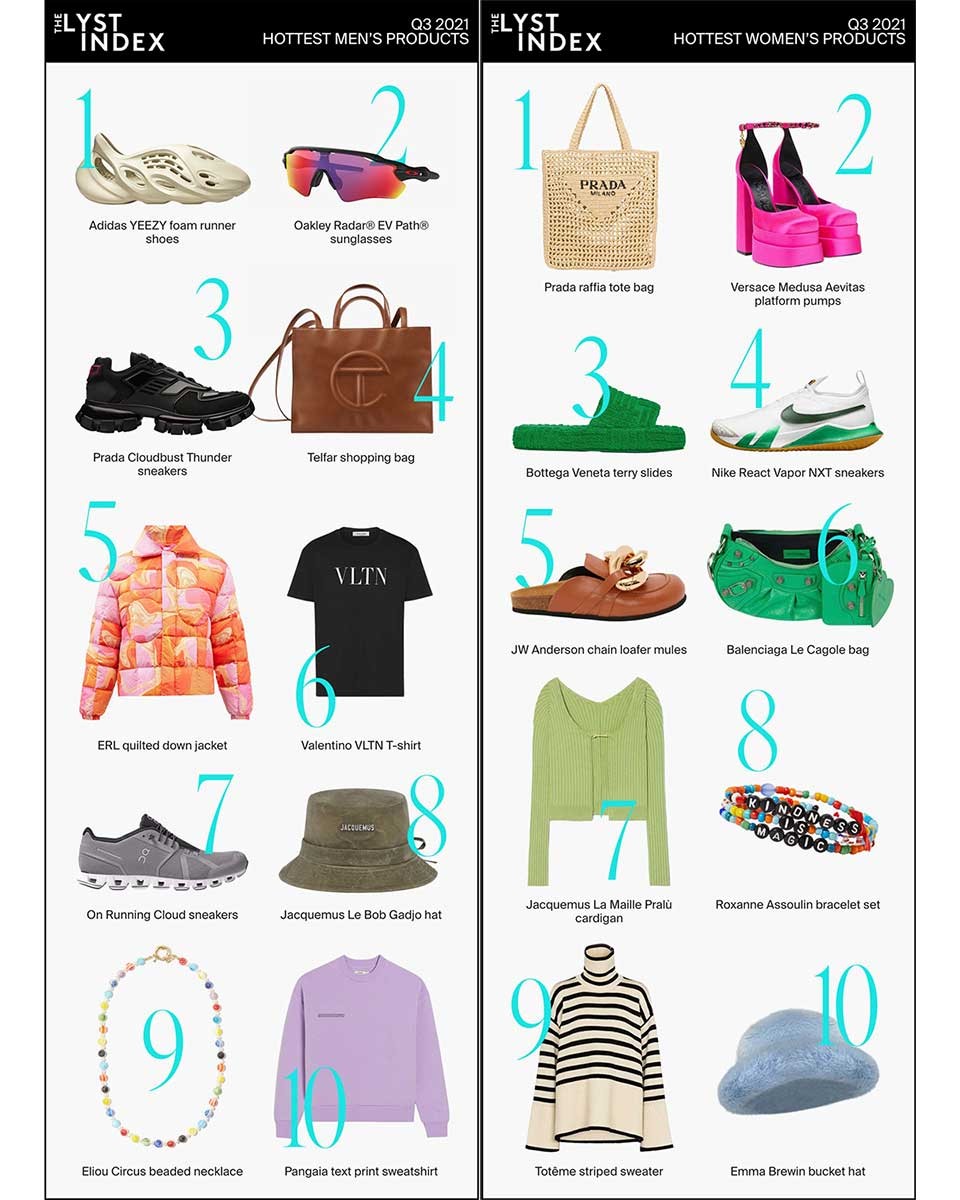 THE LYST
INDEX
Q3 2021
HOTTEST MEN'S PRODUCTS
1
2
Adidas YEEZY foam runner
shoes
Oakley Radar® EV Path®
sunglasses
3
4
Prada Cloudbust Thunder
sneakers
Telfar shopping bag
5
VLTN
6
ERL quilted down jacket
Valentino VLTN T-shirt
7
8
JACQUEMUS
On Running Cloud sneakers
Jacquemus Le Bob Gadjo hat
9
10
Eliou Circus beaded necklace
Pangaia text print sweatshirt
THE LYST
INDEX
Q3 2021
HOTTEST WOMEN'S PRODUCTS
1
PRADA
MILANO
2
Prada raffia tote bag
Versace Medusa Aevitas
platform pumps
3
4
Bottega Veneta terry slides
Nike React Vapor NXT sneakers
5
6
JW Anderson chain loafer mules
Balenciaga Le Cagole bag
7
8
KINDNESS
IS
MAGIC
Jacquemus La Maille Pralù
cardigan
Roxanne Assoulin bracelet set
9
10
Totême striped sweater
Emma Brewin bucket hat